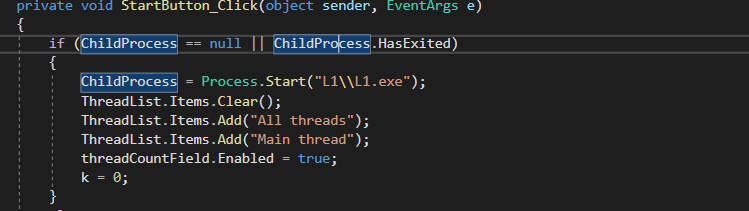 private void StartButton_Click(object sender, EventArgs e)
{
if (ChildProcess == null || ChildProcess.HasExited)
{
ChildProcess = Process.Start("L1\\L1.exe");
ThreadList.Items.Clear();
ThreadList.Items.Add("All threads");
ThreadList.Items.Add("Main thread");
threadCountField.Enabled = true;
k = 0;
}